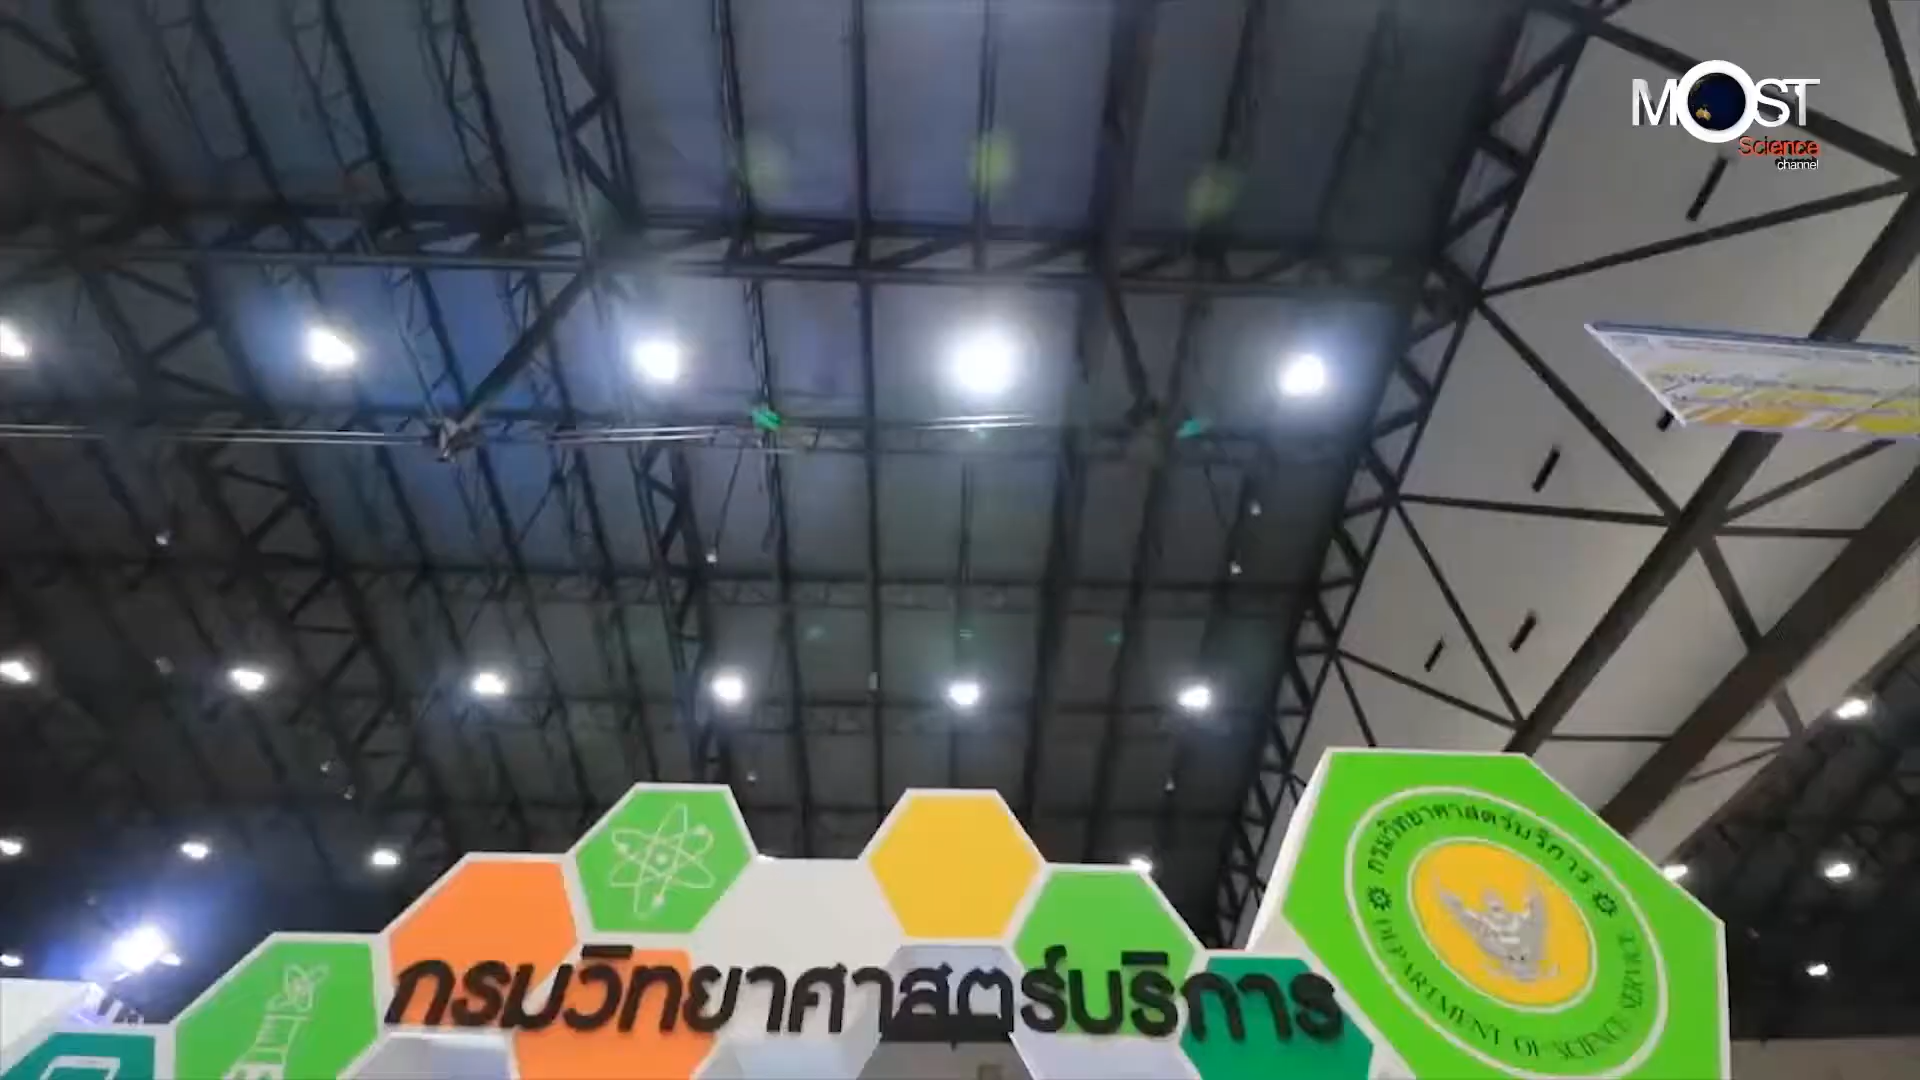 MOST
Science
channel
กรมวิทยาศาสตร์บริการ
DEPARTMENT OF SCIENCE SERVICE
กรมวิทยาศาสตร์บริการ